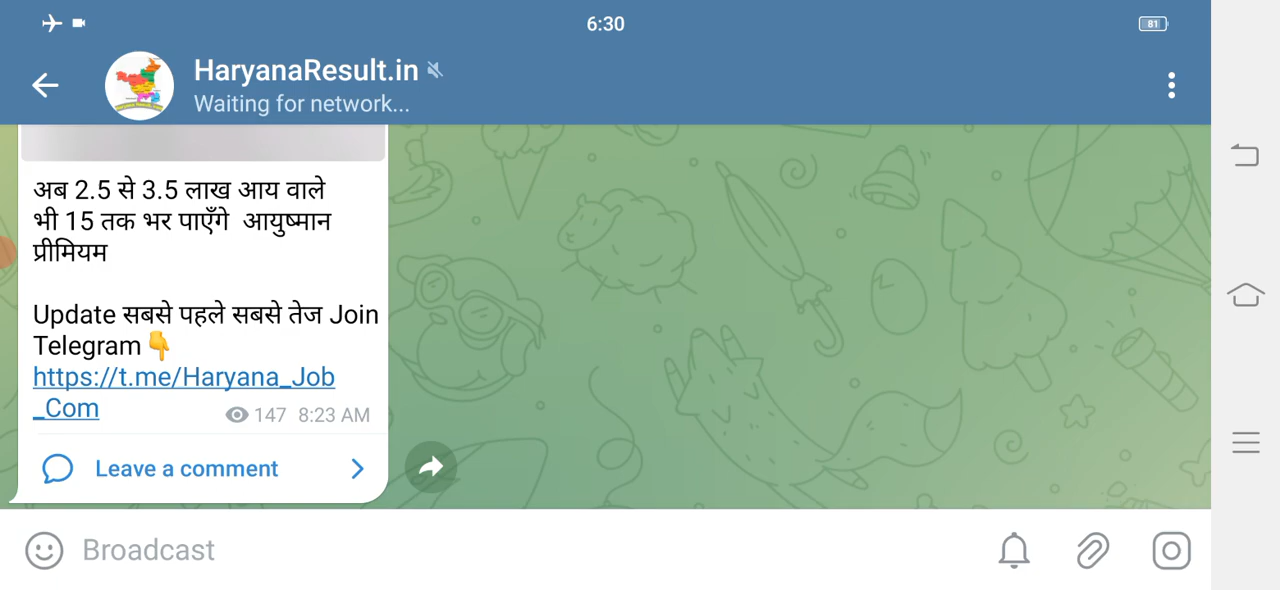 6:30
81
HaryanaResult.in
Waiting for network...
अब 2.5 से 3.5 लाख आय वाले
भी 15 तक भर पाएँगे आयुष्मान
प्रीमियम
Update सबसे पहले सबसे तेज Join
Telegram👇
https://t.me/Haryana_Job
_Com
147 8:23 AM
Leave a comment
Broadcast